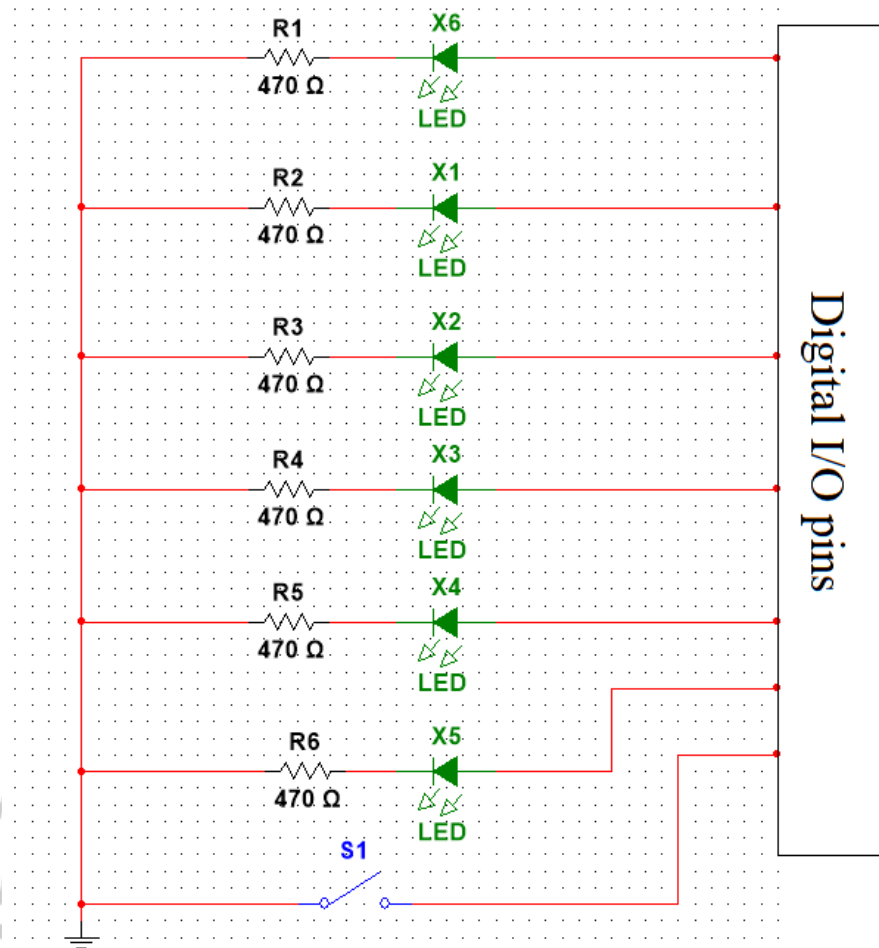 R1
X6
470 Ω
LED
R2
X1
470 Ω
LED
R3
X2
470 Ω
LED
R4
X3
470 Ω
LED
R5
X4
470 Ω
LED
R6
X5
470 Ω
LED
S1
Digital I/O pins